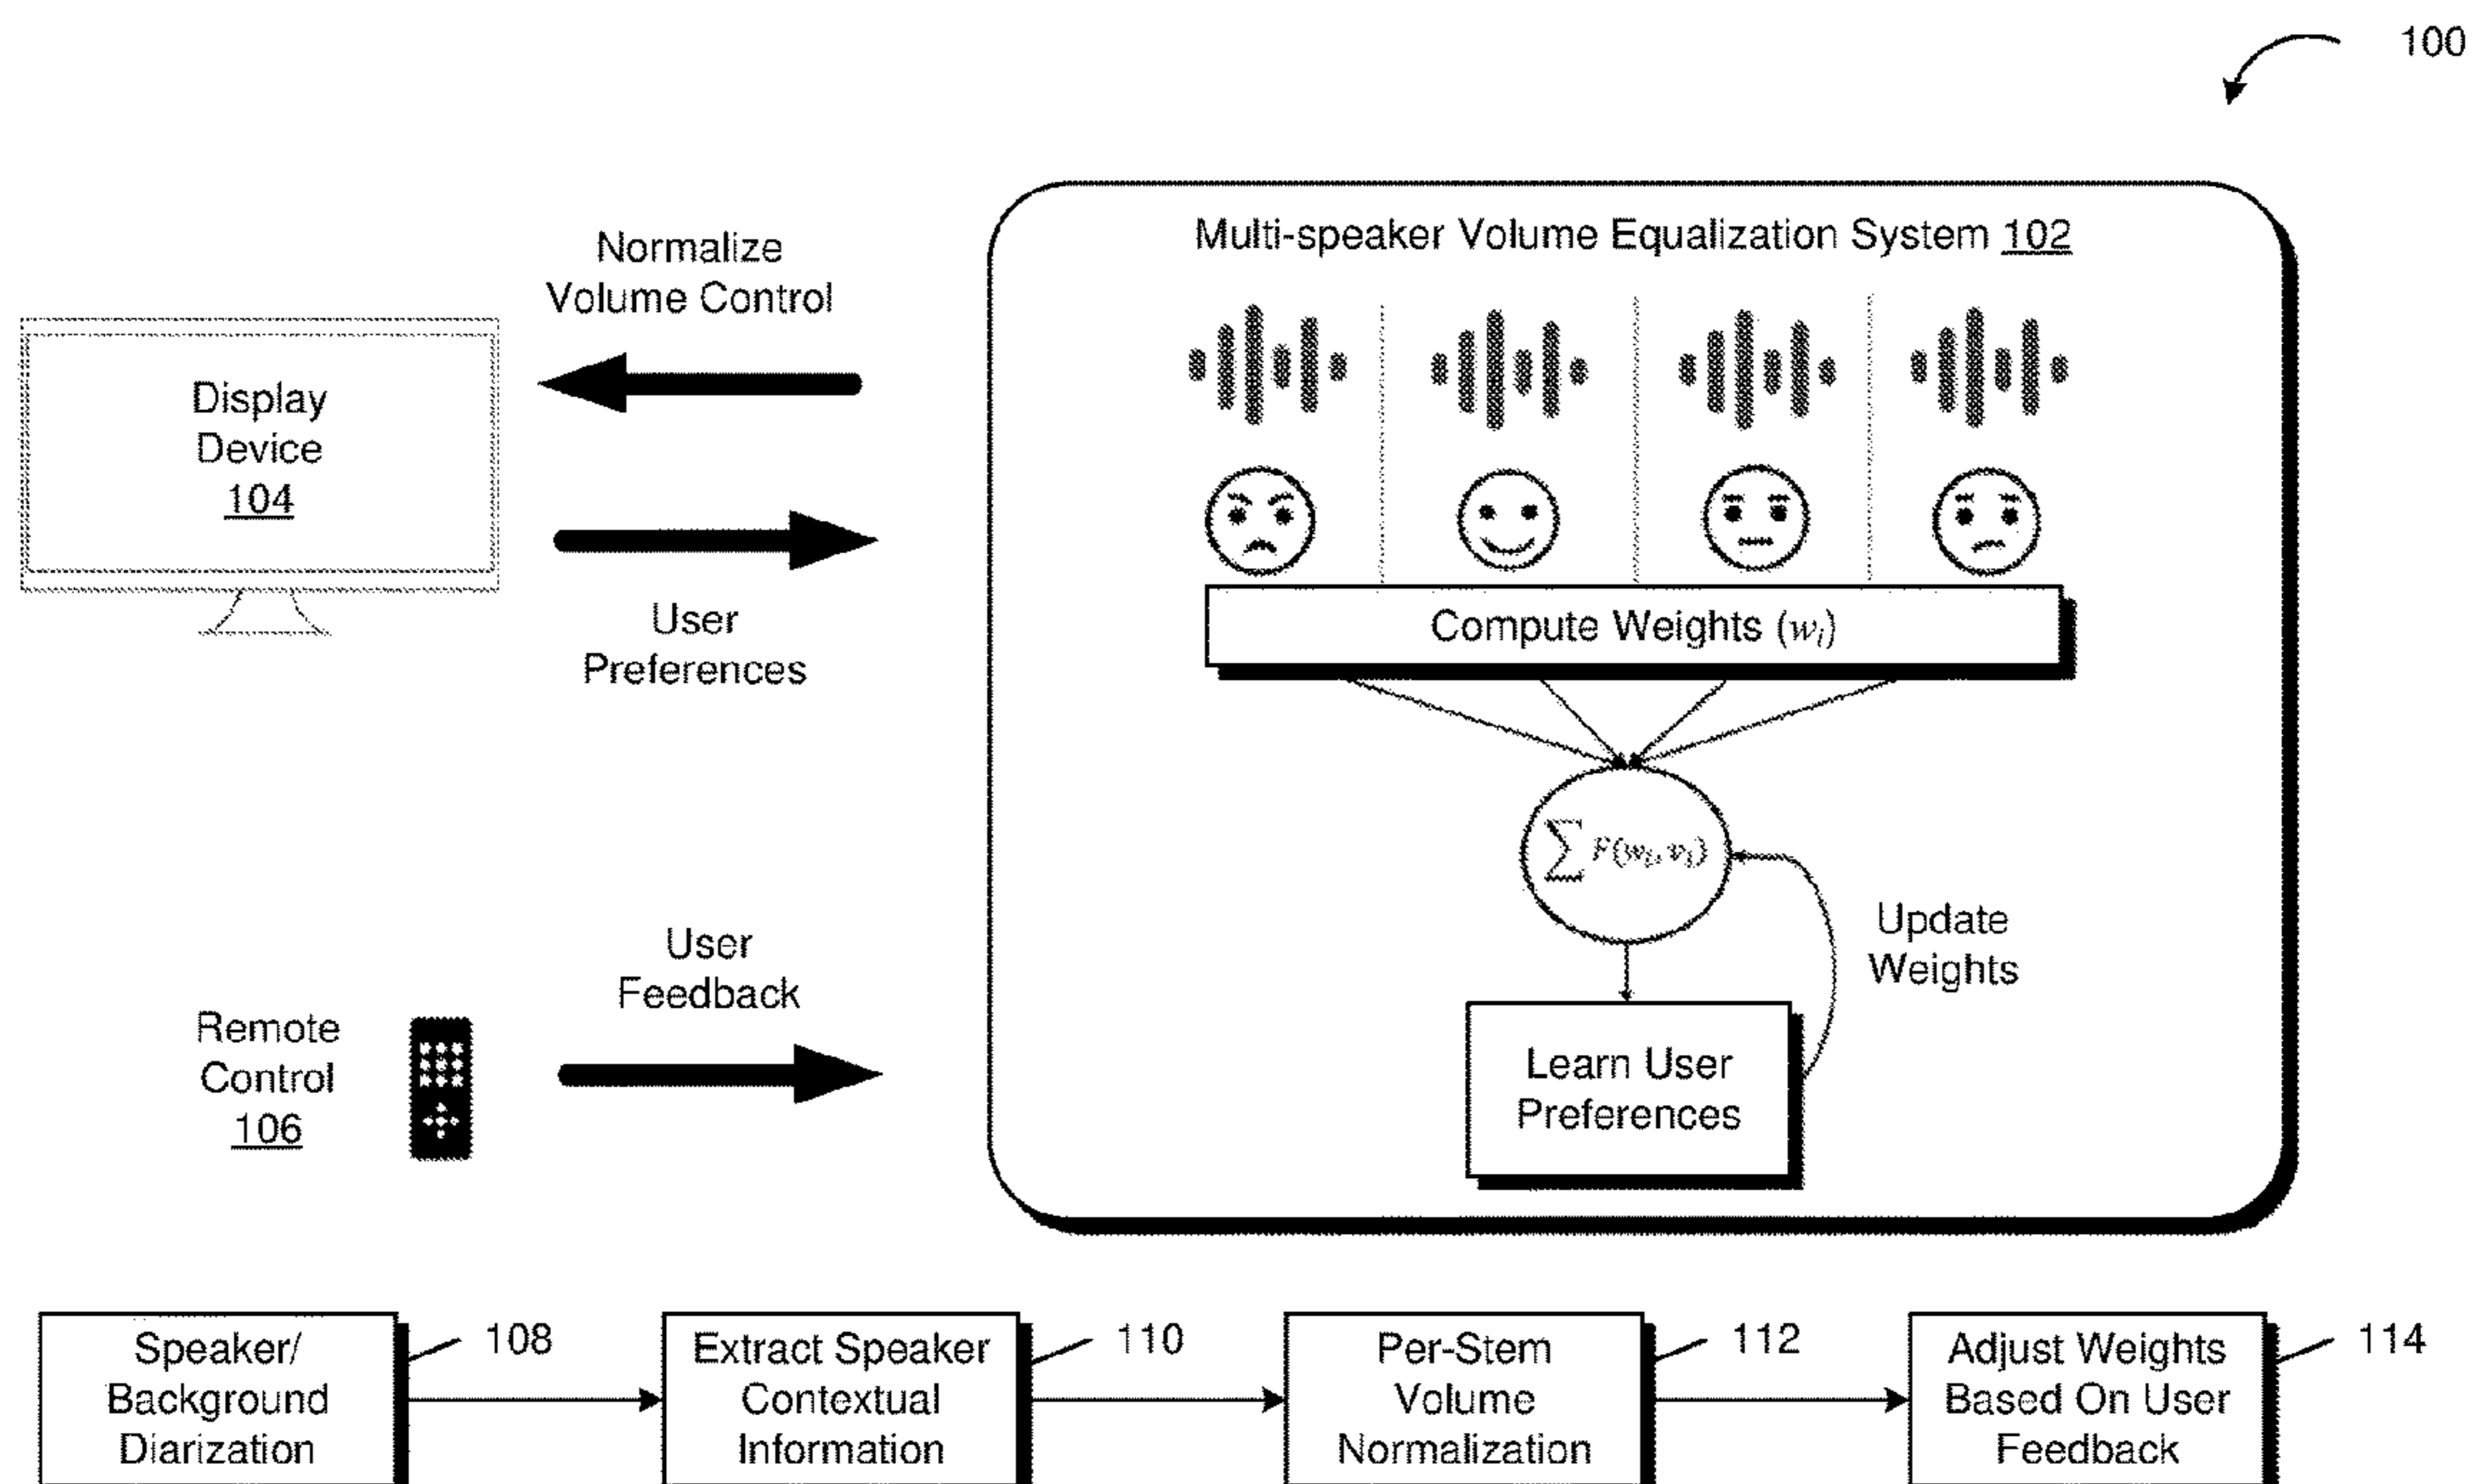 100
Multi-speaker Volume Equalization System 102
Normalize
Volume Control
Display
Device
104
User
Preferences
Compute Weights (wᵢ)
∑ F(wᵢ, vᵢ)
Update
Weights
User
Feedback
Remote
Control
106
Learn User
Preferences
Speaker/
Background
Diarization
108
Extract Speaker
Contextual
Information
110
Per-Stem
Volume
Normalization
112
Adjust Weights
Based On User
Feedback
114